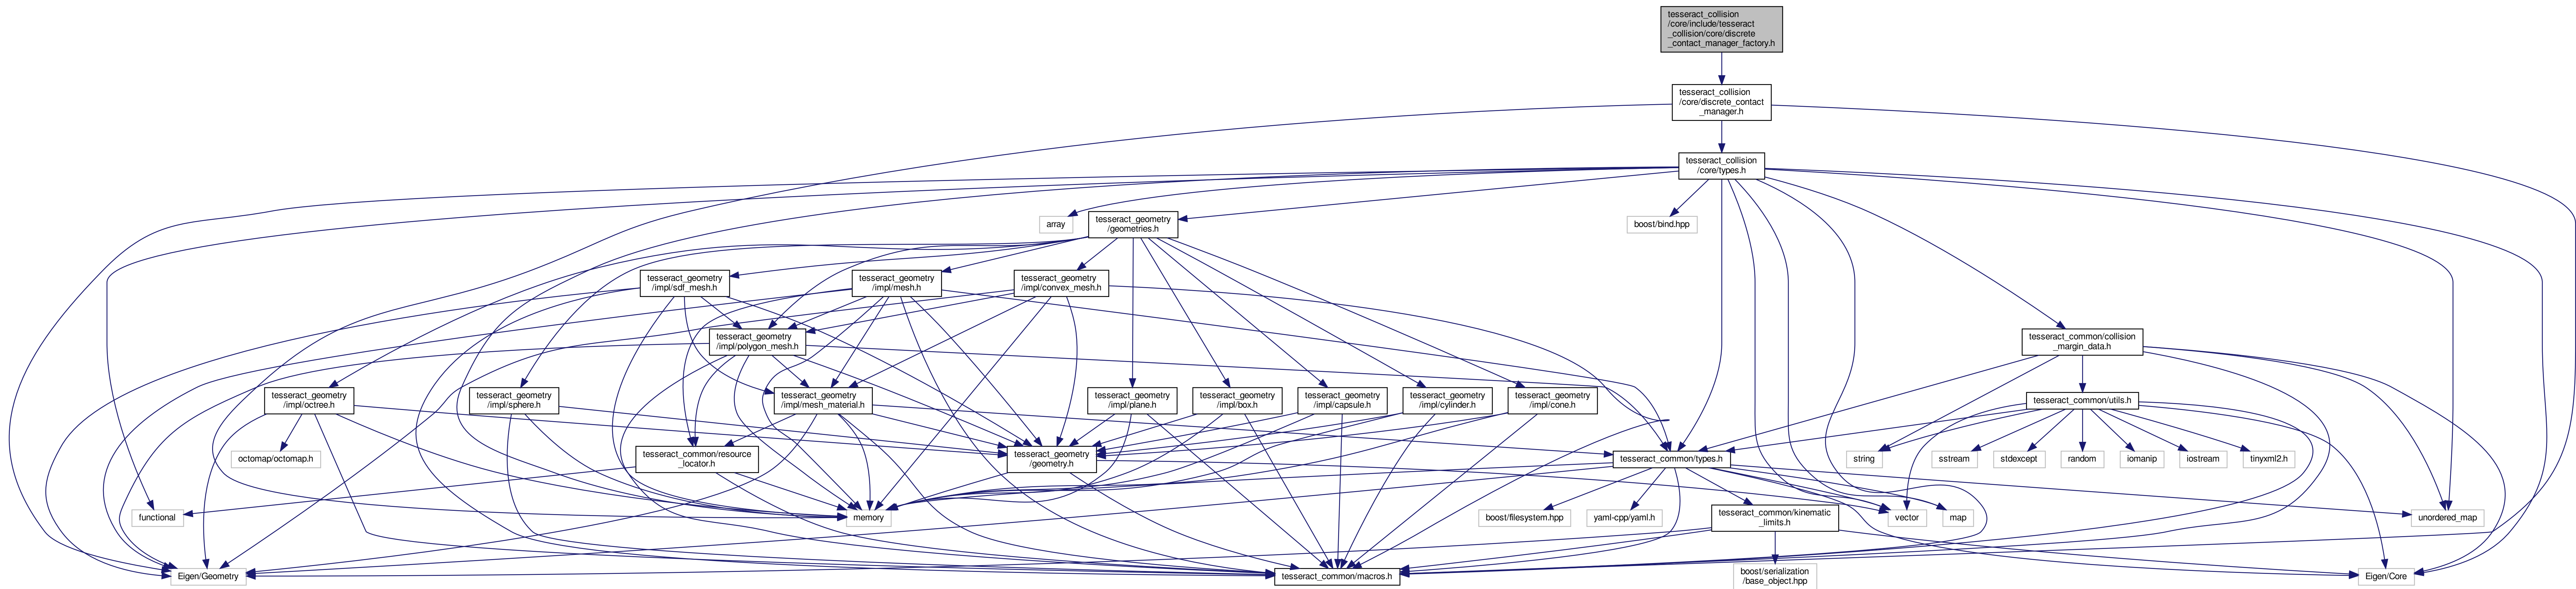 tesseract_collision
/core/include/tesseract
_collision/core/discrete
_contact_manager_factory.h
tesseract_collision
/core/discrete_contact
_manager.h
tesseract_collision
/core/types.h
array
tesseract_geometry
/geometries.h
boost/bind.hpp
tesseract_geometry
/impl/sdf_mesh.h
tesseract_geometry
/impl/mesh.h
tesseract_geometry
/impl/convex_mesh.h
tesseract_geometry
/impl/polygon_mesh.h
tesseract_common/collision
_margin_data.h
tesseract_geometry
/impl/octree.h
tesseract_geometry
/impl/sphere.h
tesseract_geometry
/impl/mesh_material.h
tesseract_geometry
/impl/plane.h
tesseract_geometry
/impl/box.h
tesseract_geometry
/impl/capsule.h
tesseract_geometry
/impl/cylinder.h
tesseract_geometry
/impl/cone.h
tesseract_common/utils.h
octomap/octomap.h
tesseract_common/resource
_locator.h
tesseract_geometry
/geometry.h
tesseract_common/types.h
string
sstream
stdexcept
random
iomanip
iostream
tinyxml2.h
functional
memory
boost/filesystem.hpp
yaml-cpp/yaml.h
tesseract_common/kinematic
_limits.h
vector
map
unordered_map
Eigen/Geometry
tesseract_common/macros.h
boost/serialization
/base_object.hpp
Eigen/Core